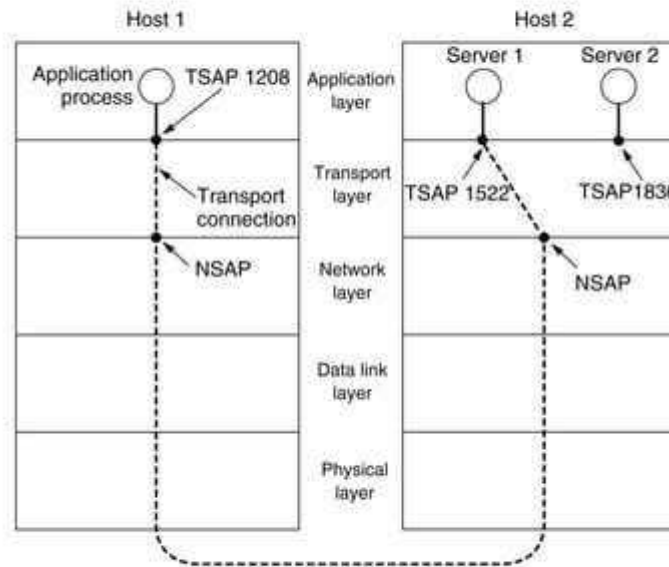 Host 1
Host 2
Application
process
TSAP 1208
Application
layer
Server 1
Server 2
Transport
connection
Transport
layer
TSAP 1522
TSAP1836
NSAP
Network
layer
NSAP
Data link
layer
Physical
layer